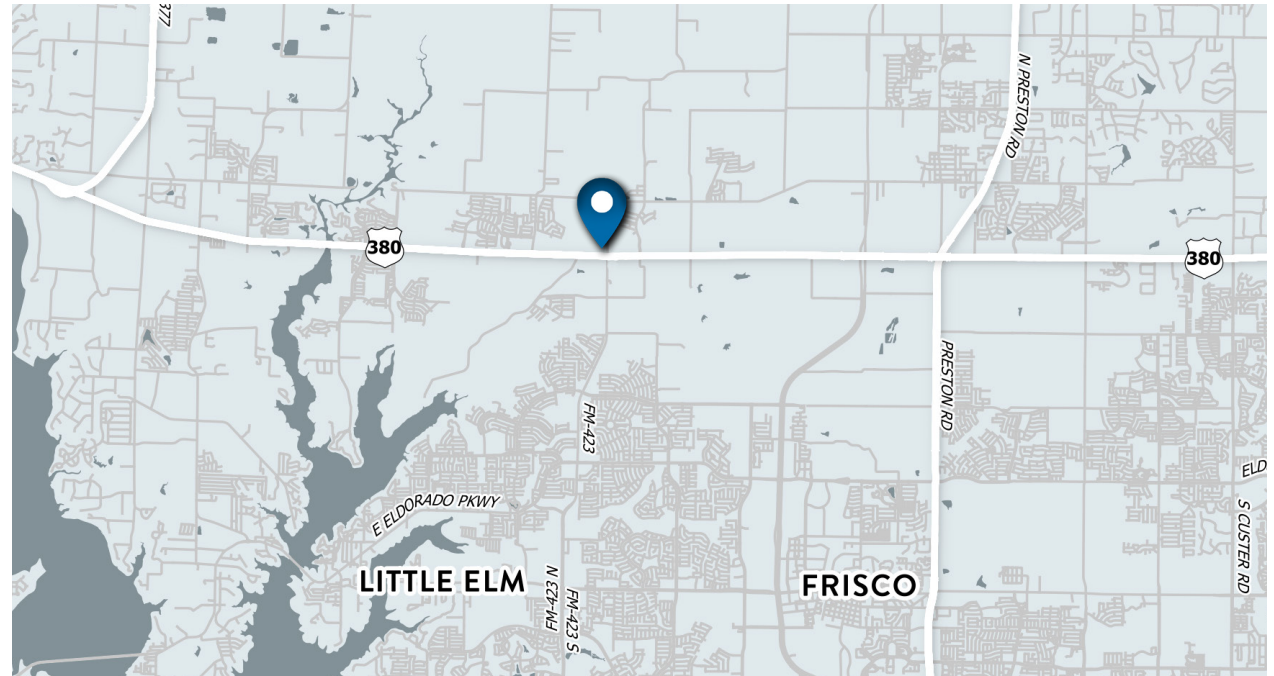 377
N PRESTON RD
380
380
PRESTON RD
FM-423
ELD
E ELDORADO PKWY
S CUSTER RD
LITTLE ELM
FRISCO
FM-423 N
FM-423 S